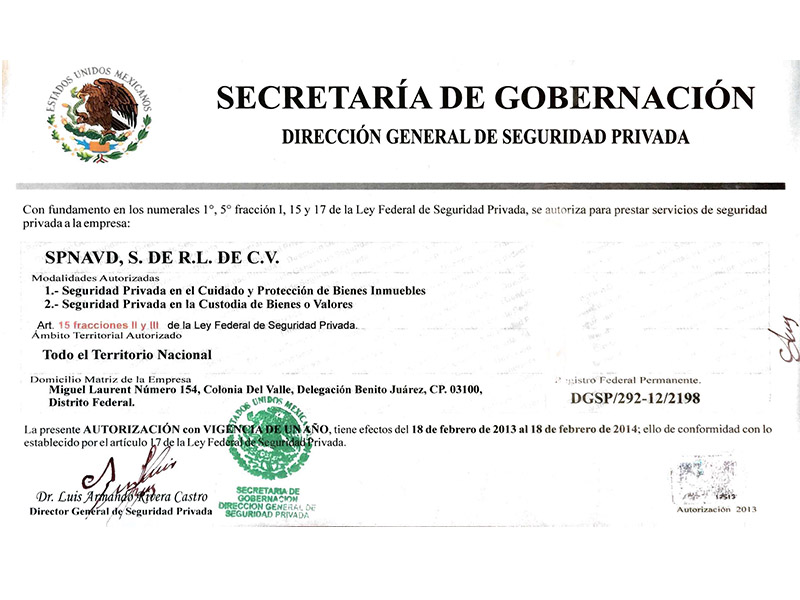 ESTADOS UNIDOS MEXICANOS
SECRETARÍA DE GOBERNACIÓN
DIRECCIÓN GENERAL DE SEGURIDAD PRIVADA
Con fundamento en los numerales 1°, 5° fracción I, 15 y 17 de la Ley Federal de Seguridad Privada, se autoriza para prestar servicios de seguridad
privada a la empresa:
SPNAVD, S. DE R.L. DE C.V.
Modalidades Autorizadas
1.- Seguridad Privada en el Cuidado y Protección de Bienes Inmuebles
2.- Seguridad Privada en la Custodia de Bienes o Valores
Art. 15 fracciones II y III de la Ley Federal de Seguridad Privada.
Ámbito Territorial Autorizado
Todo el Territorio Nacional
Domicilio Matriz de la Empresa
Miguel Laurent Número 154, Colonia Del Valle, Delegación Benito Juárez, CP. 03100,
Distrito Federal.
Registro Federal Permanente.
DGSP/292-12/2198
La presente AUTORIZACIÓN con VIGENCIA DE UN AÑO, tiene efectos del 18 de febrero de 2013 al 18 de febrero de 2014; ello de conformidad con lo
establecido por el artículo 17 de la Ley Federal de Seguridad Privada.
Dr. Luis Armando Rivera Castro
Director General de Seguridad Privada
SECRETARIA DE
GOBERNACION
DIRECCION GENERAL DE
SEGURIDAD PRIVADA
Autorización 2013